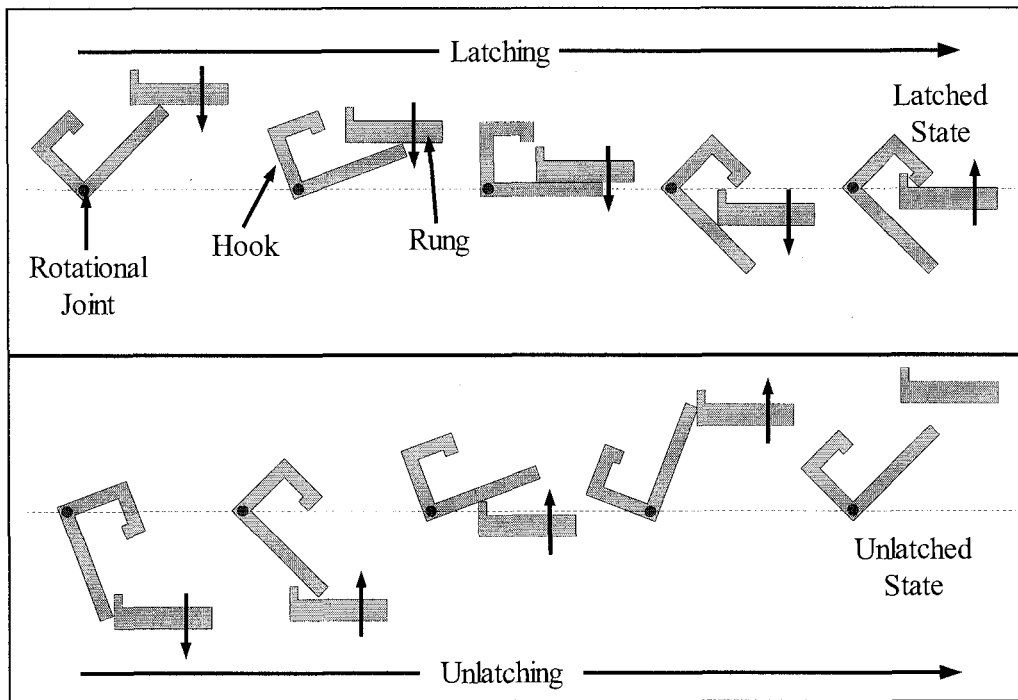 Latching
Latched
State
Hook
Rung
Rotational
Joint
Unlatched
State
Unlatching